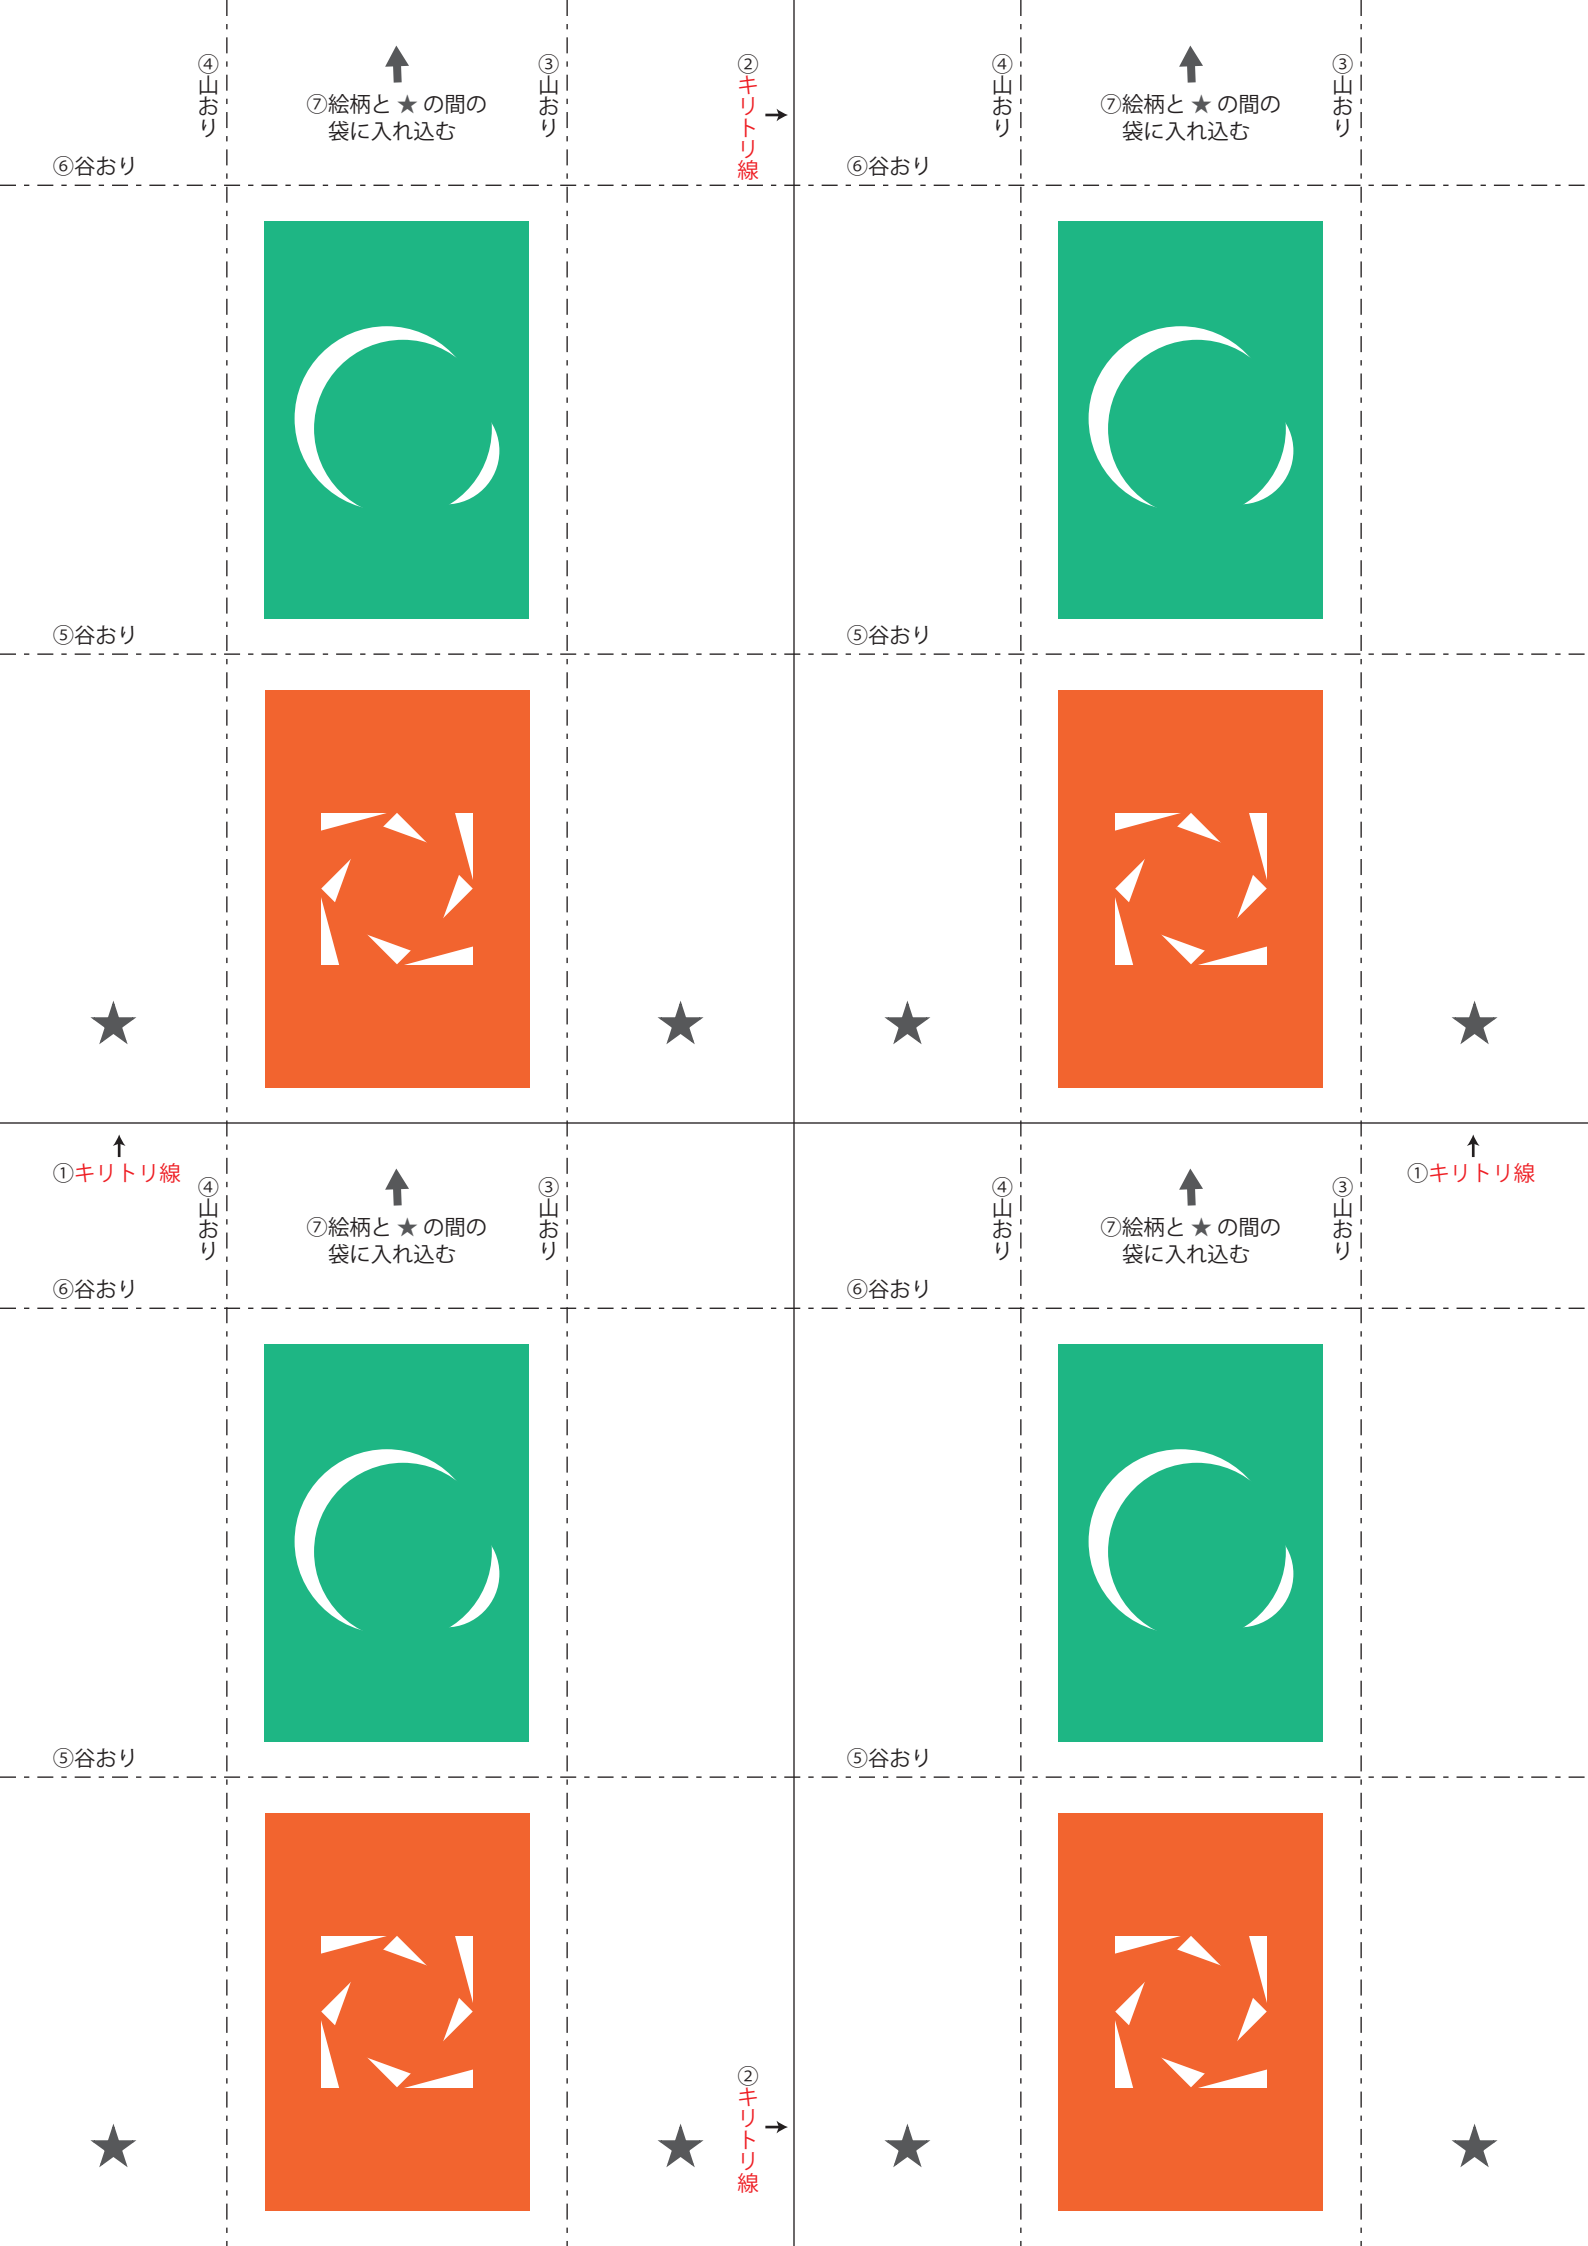 ④山おり
⑦絵柄と★の間の
袋に入れ込む
③山おり
②キリトリ線
⑥谷おり
④山おり
⑦絵柄と★の間の
袋に入れ込む
③山おり
⑥谷おり
⑤谷おり
⑤谷おり
①キリトリ線
④山おり
⑦絵柄と★の間の
袋に入れ込む
③山おり
⑥谷おり
④山おり
⑦絵柄と★の間の
袋に入れ込む
③山おり
①キリトリ線
⑥谷おり
⑤谷おり
⑤谷おり
②キリトリ線